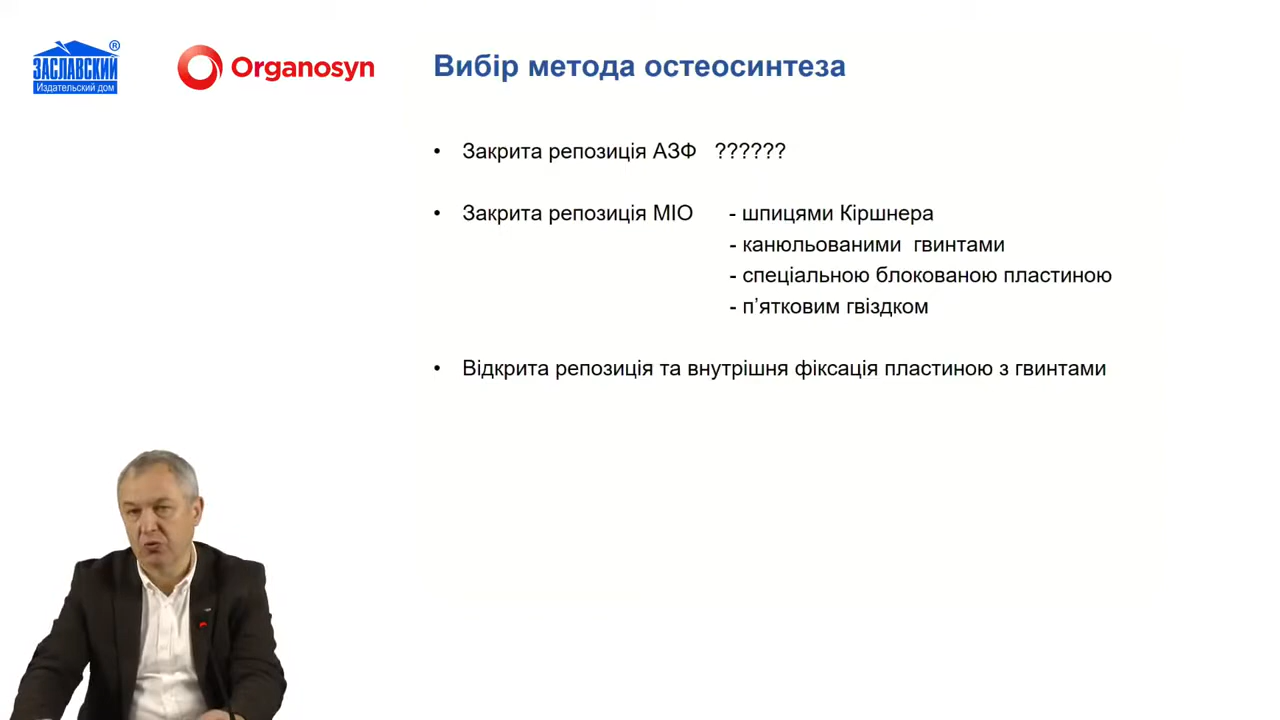 ЗАСЛАВСКИЙ
®
Издательский дом
Organosyn
Вибір метода остеосинтеза
• Закрита репозиція АЗФ ??????
• Закрита репозиція МІО - шпицями Кіршнера
- канюльованими гвинтами
- спеціальною блокованою пластиною
- п’ятковим гвіздком
• Відкрита репозиція та внутрішня фіксація пластиною з гвинтами